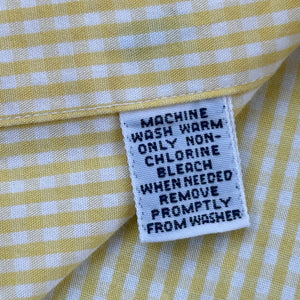 MACHINE
WASH WARM
ONLY NON-
CHLORINE
BLEACH
WHEN NEEDED
REMOVE
PROMPTLY
FROM WASHER